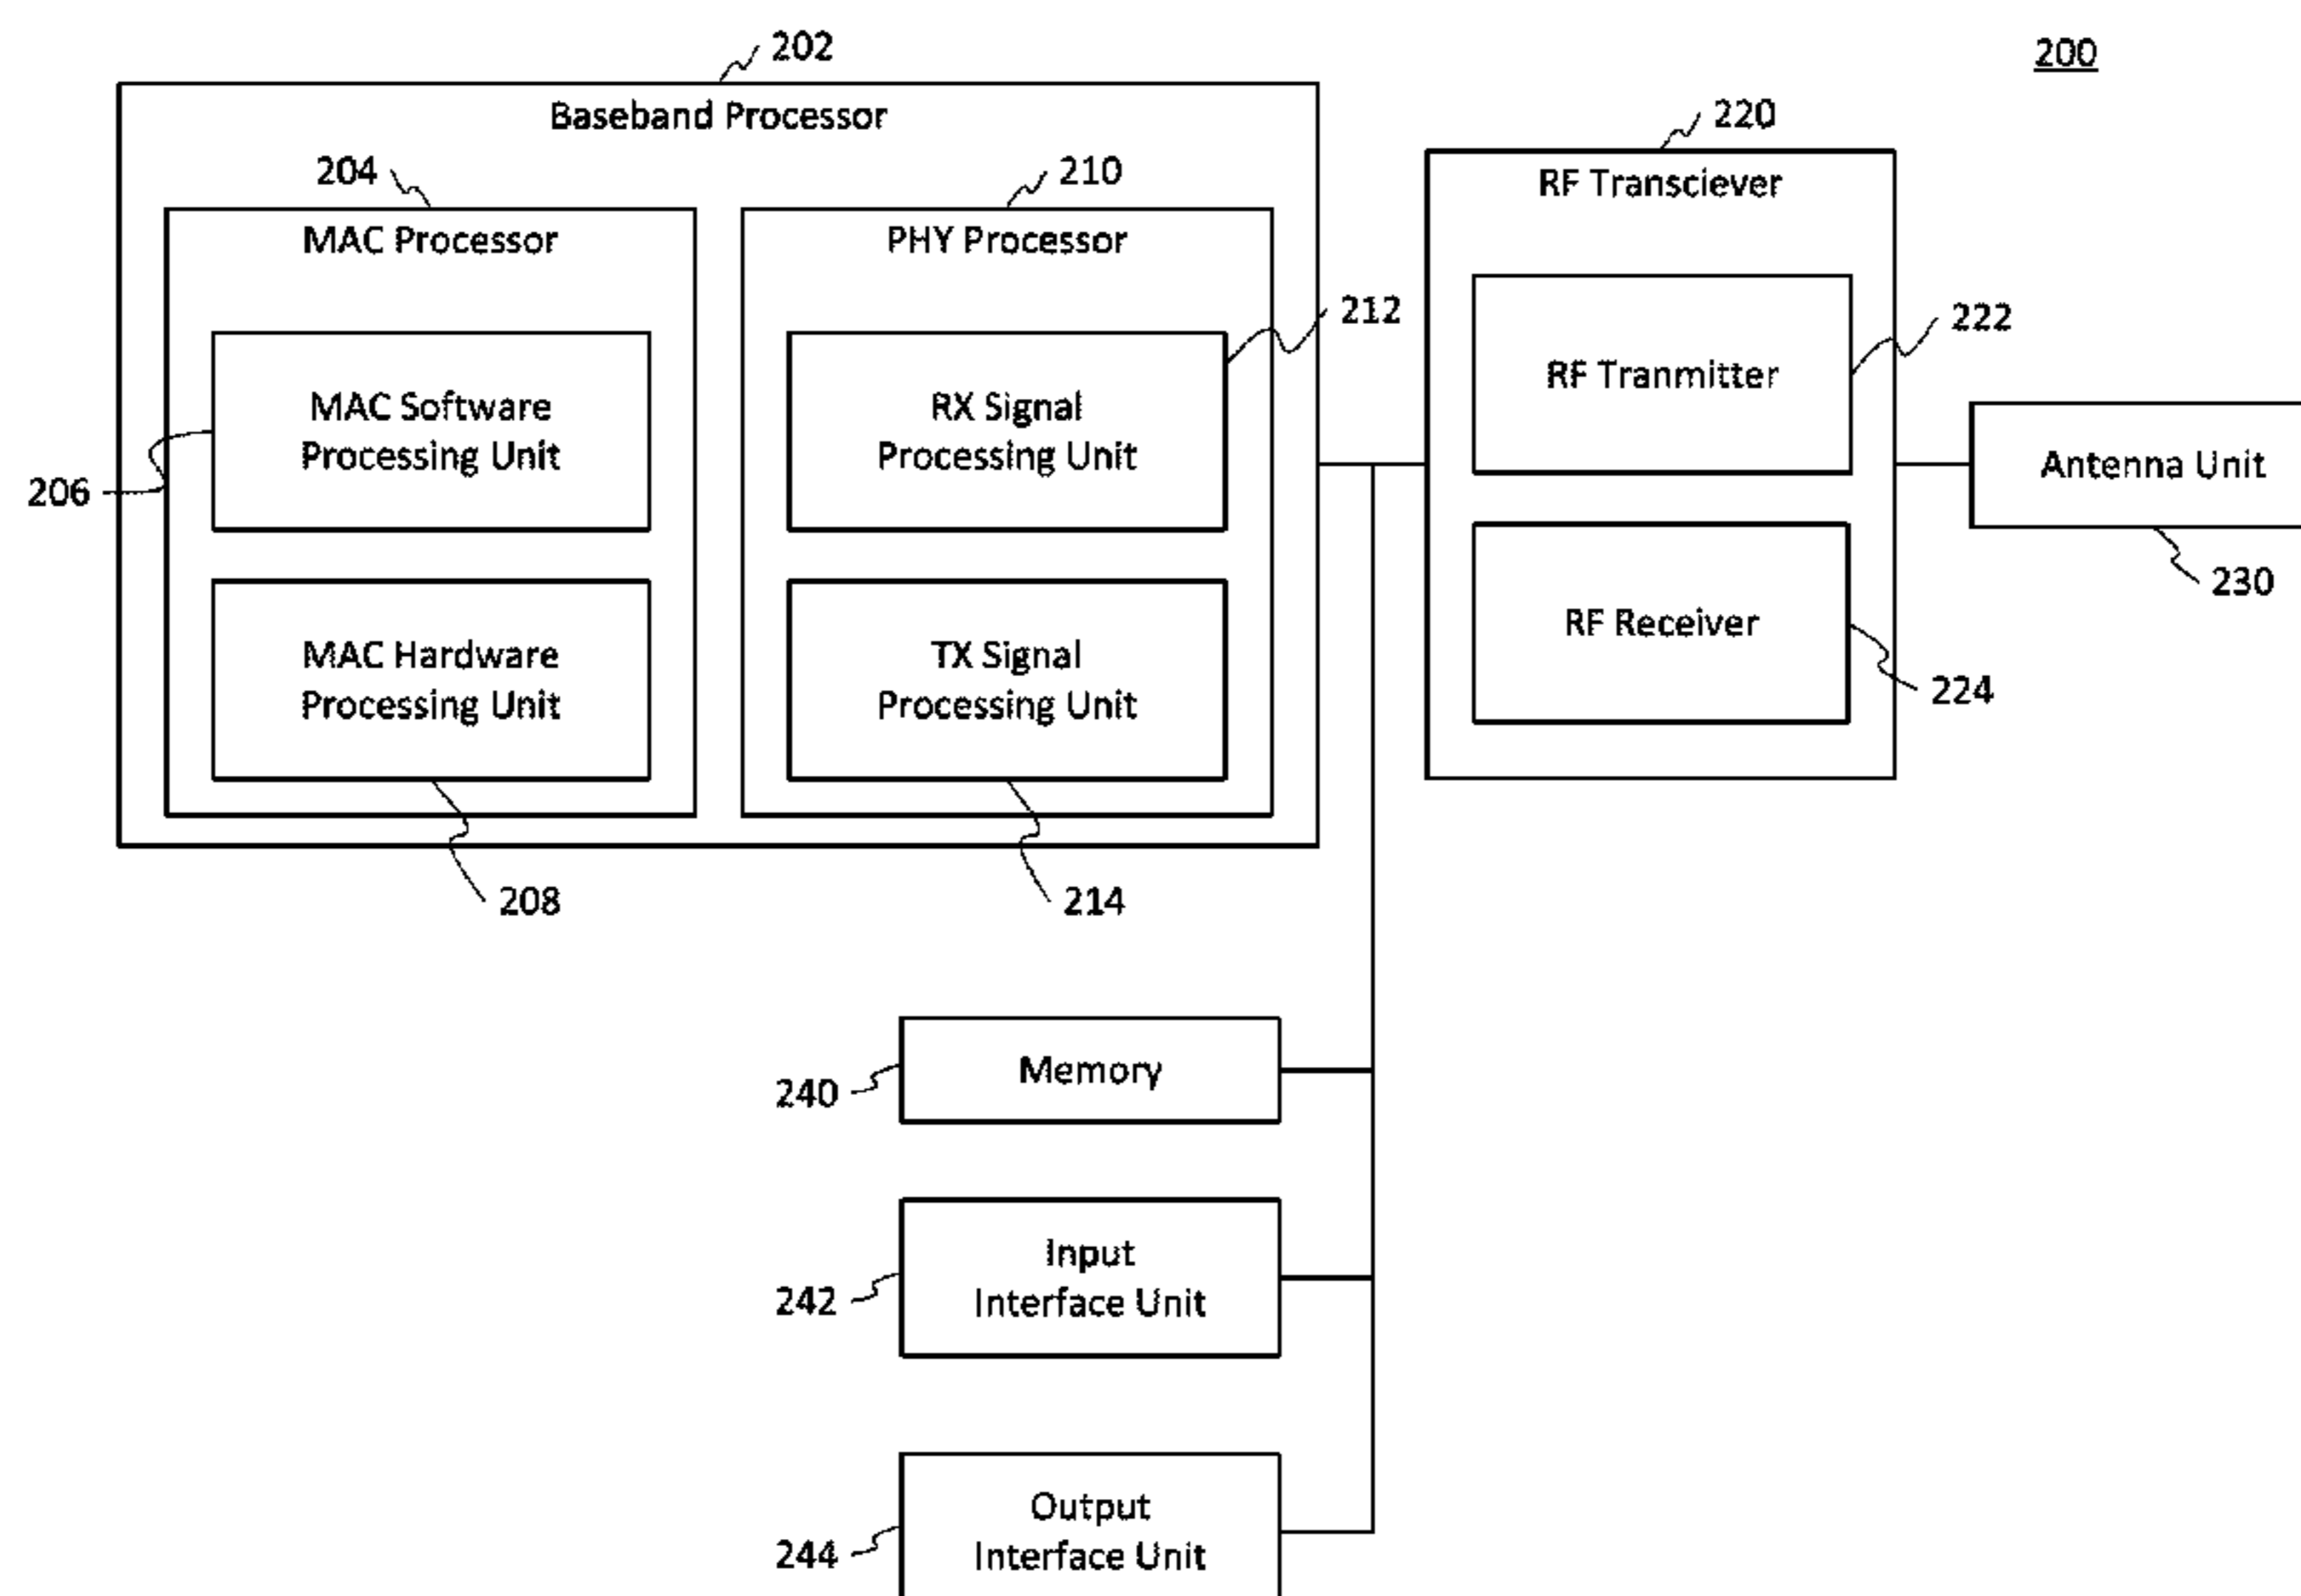 202
200
Baseband Processor
220
RF Transciever
204
210
MAC Processor
PHY Processor
212
222
RF Tranmitter
MAC Software
Processing Unit
RX Signal
Processing Unit
206
Antenna Unit
230
RF Receiver
224
MAC Hardware
Processing Unit
TX Signal
Processing Unit
208
214
Memory
240
Input
Interface Unit
242
Output
Interface Unit
244